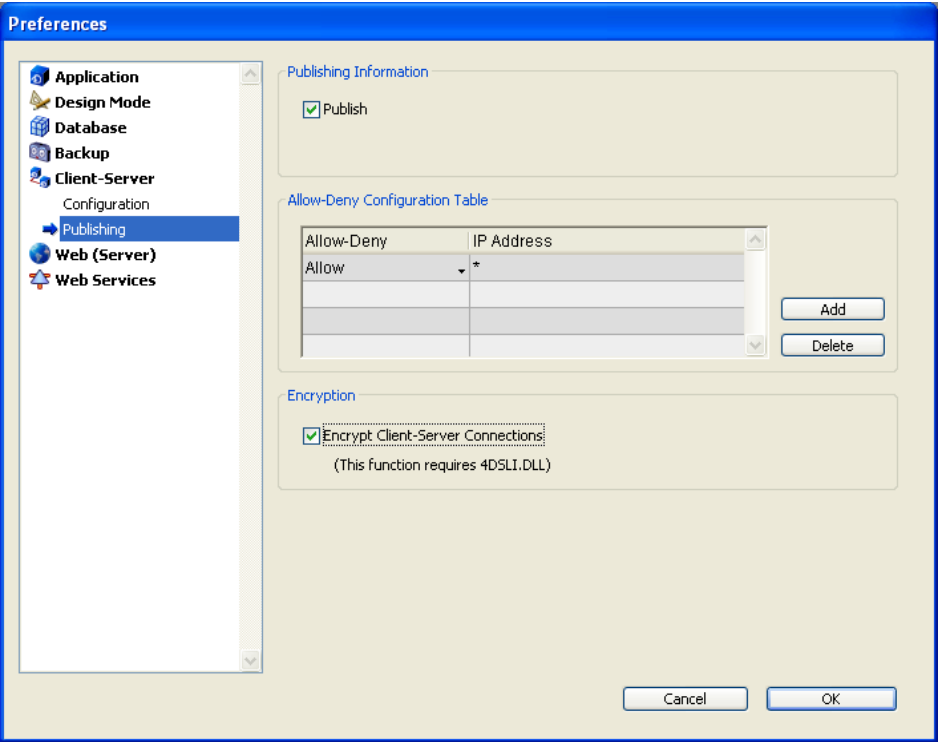 Preferences
Application
Design Mode
Database
Backup
Client-Server
Configuration
Publishing
Web (Server)
Web Services
Publishing Information
Publish
Allow-Deny Configuration Table
Allow-Deny IP Address
Allow *
Add
Delete
Encryption
Encrypt Client-Server Connections
(This function requires 4DSLI.DLL)
Cancel OK